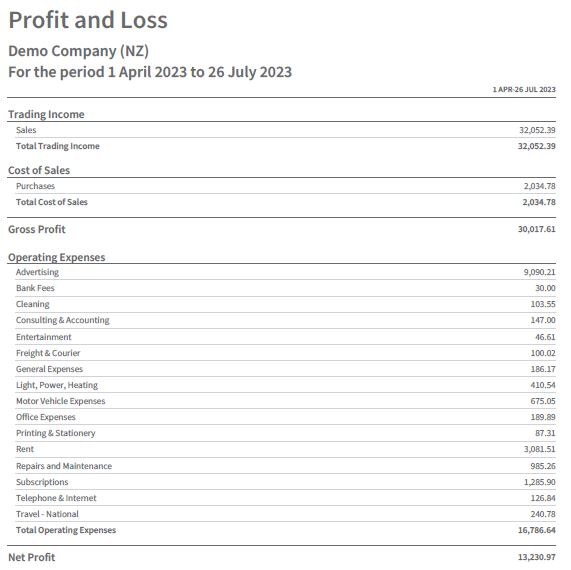 Profit and Loss
Demo Company (NZ)
For the period 1 April 2023 to 26 July 2023
1 APR-26 JUL 2023
Trading Income
Sales 32,052.39
Total Trading Income 32,052.39
Cost of Sales
Purchases 2,034.78
Total Cost of Sales 2,034.78
Gross Profit 30,017.61
Operating Expenses
Advertising 9,090.21
Bank Fees 30.00
Cleaning 103.55
Consulting & Accounting 147.00
Entertainment 46.61
Freight & Courier 100.02
General Expenses 186.17
Light, Power, Heating 410.54
Motor Vehicle Expenses 675.05
Office Expenses 189.89
Printing & Stationery 87.31
Rent 3,081.51
Repairs and Maintenance 985.26
Subscriptions 1,285.90
Telephone & Internet 126.84
Travel - National 240.78
Total Operating Expenses 16,786.64
Net Profit 13,230.97